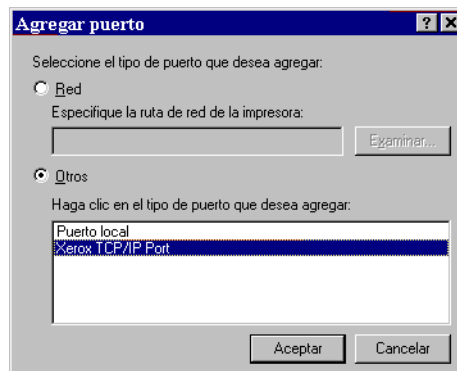 Agregar puerto
Seleccione el tipo de puerto que desea agregar:
Red
Especifique la ruta de red de la impresora:
Examinar...
Otros
Haga clic en el tipo de puerto que desea agregar:
Puerto local
Xerox TCP/IP Port
Aceptar
Cancelar